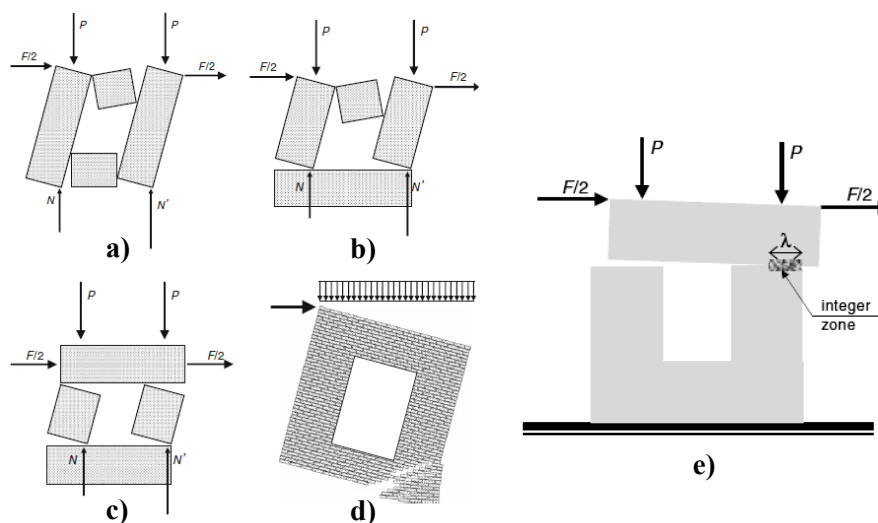 P P
F/2 F/2
N N'
a)
P P
F/2 F/2
N N'
b)
P P
F/2 F/2
N N'
c)
d)
P P
F/2 F/2
λ
integer
zone
e)